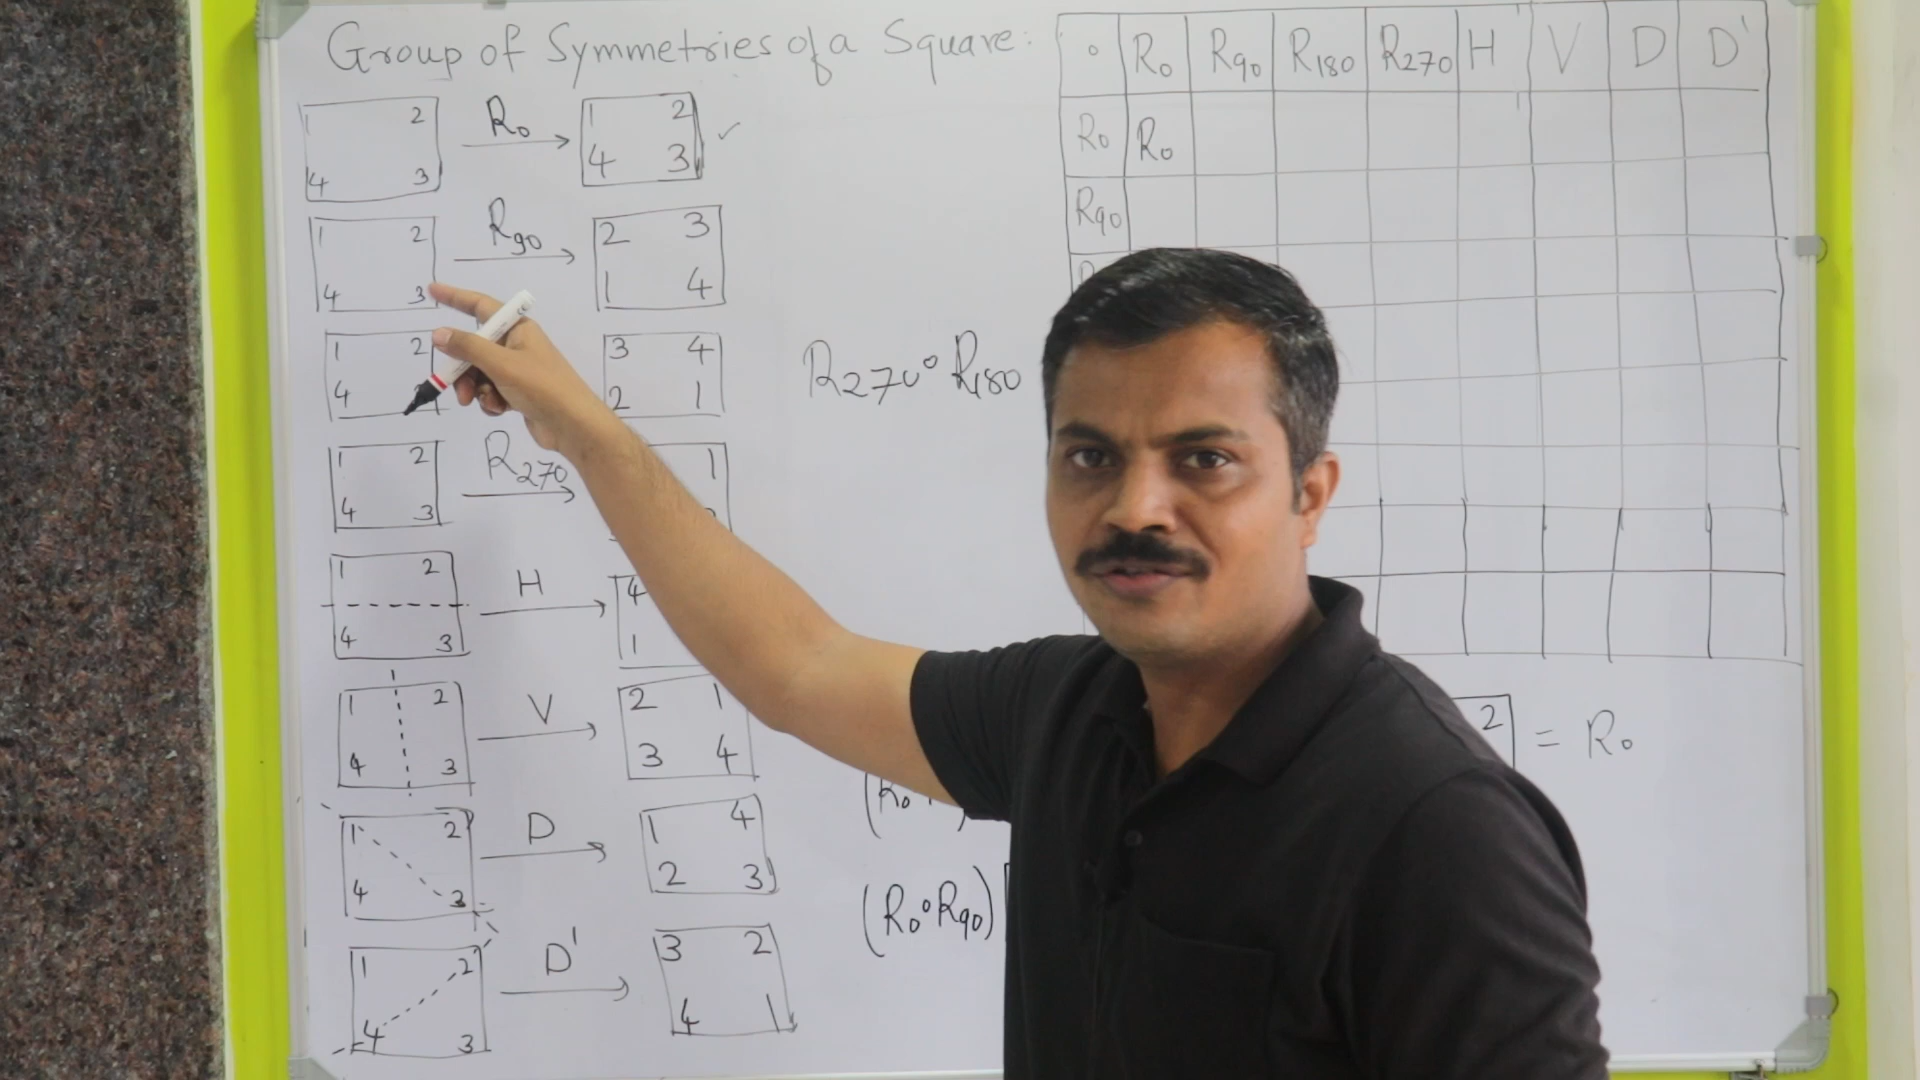 Group of Symmetries of a Square:
1 2 R₀ 1 2 ✓
4 3 4 3
1 2 R₉₀ 2 3
4 3 1 4
1 2 3 4
4 2 1
1 2 R₂₇₀ 1
4 3
1 2 H 4
4 3 1
1 2 V 2 1
4 3 3 4
1 2 D 1 4
4 3 2 3
1 2 D' 3 2
4 3 4 1
R₂₇₀∘R₁₈₀
(R₀
(R₀∘R₉₀)
∘ R₀ R₉₀ R₁₈₀ R₂₇₀ H V D D'
R₀ R₀
R₉₀
2 = R₀